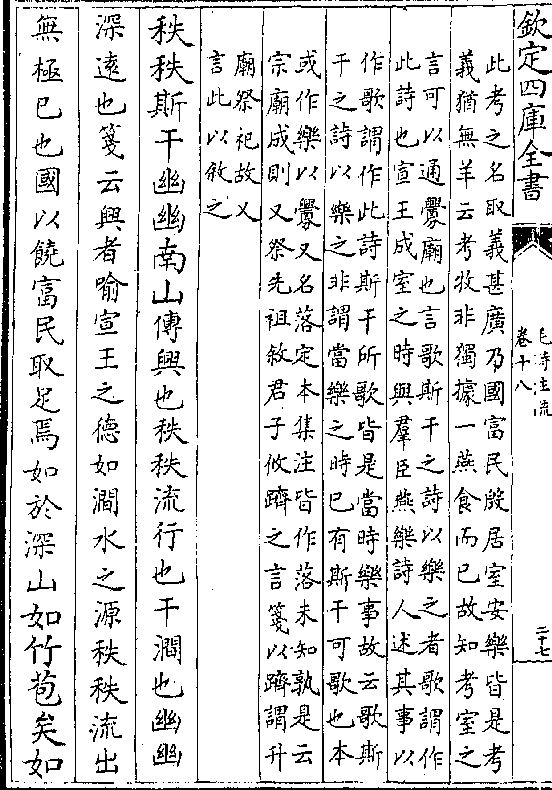 欽定四庫全書
毛詩注疏
卷十八
二十七
此考之名取義甚廣乃國富民殷居室安樂皆是考
義猶無羊云考牧非獨據一燕食而已故知考室之
言可以通釁廟也言歌斯干之詩以樂之者歌謂作
此詩也宣王成室之時與羣臣燕樂詩人述其事以
作歌謂作此詩斯干所歌皆是當時樂事故云歌斯
干之詩以樂之非謂當樂之時已有斯干可歌也本
或作樂以釁又名落定本集注皆作落未知孰是云
宗廟成則又祭先祖敘君子攸躋之言箋以躋謂升
廟祭祀故又
言此以敘之
秩秩斯干幽幽南山傳興也秩秩流行也干澗也幽幽
深遠也箋云興者喻宣王之德如澗水之源秩秩流出
無極已也國以饒富民取足焉如於深山如竹苞矣如